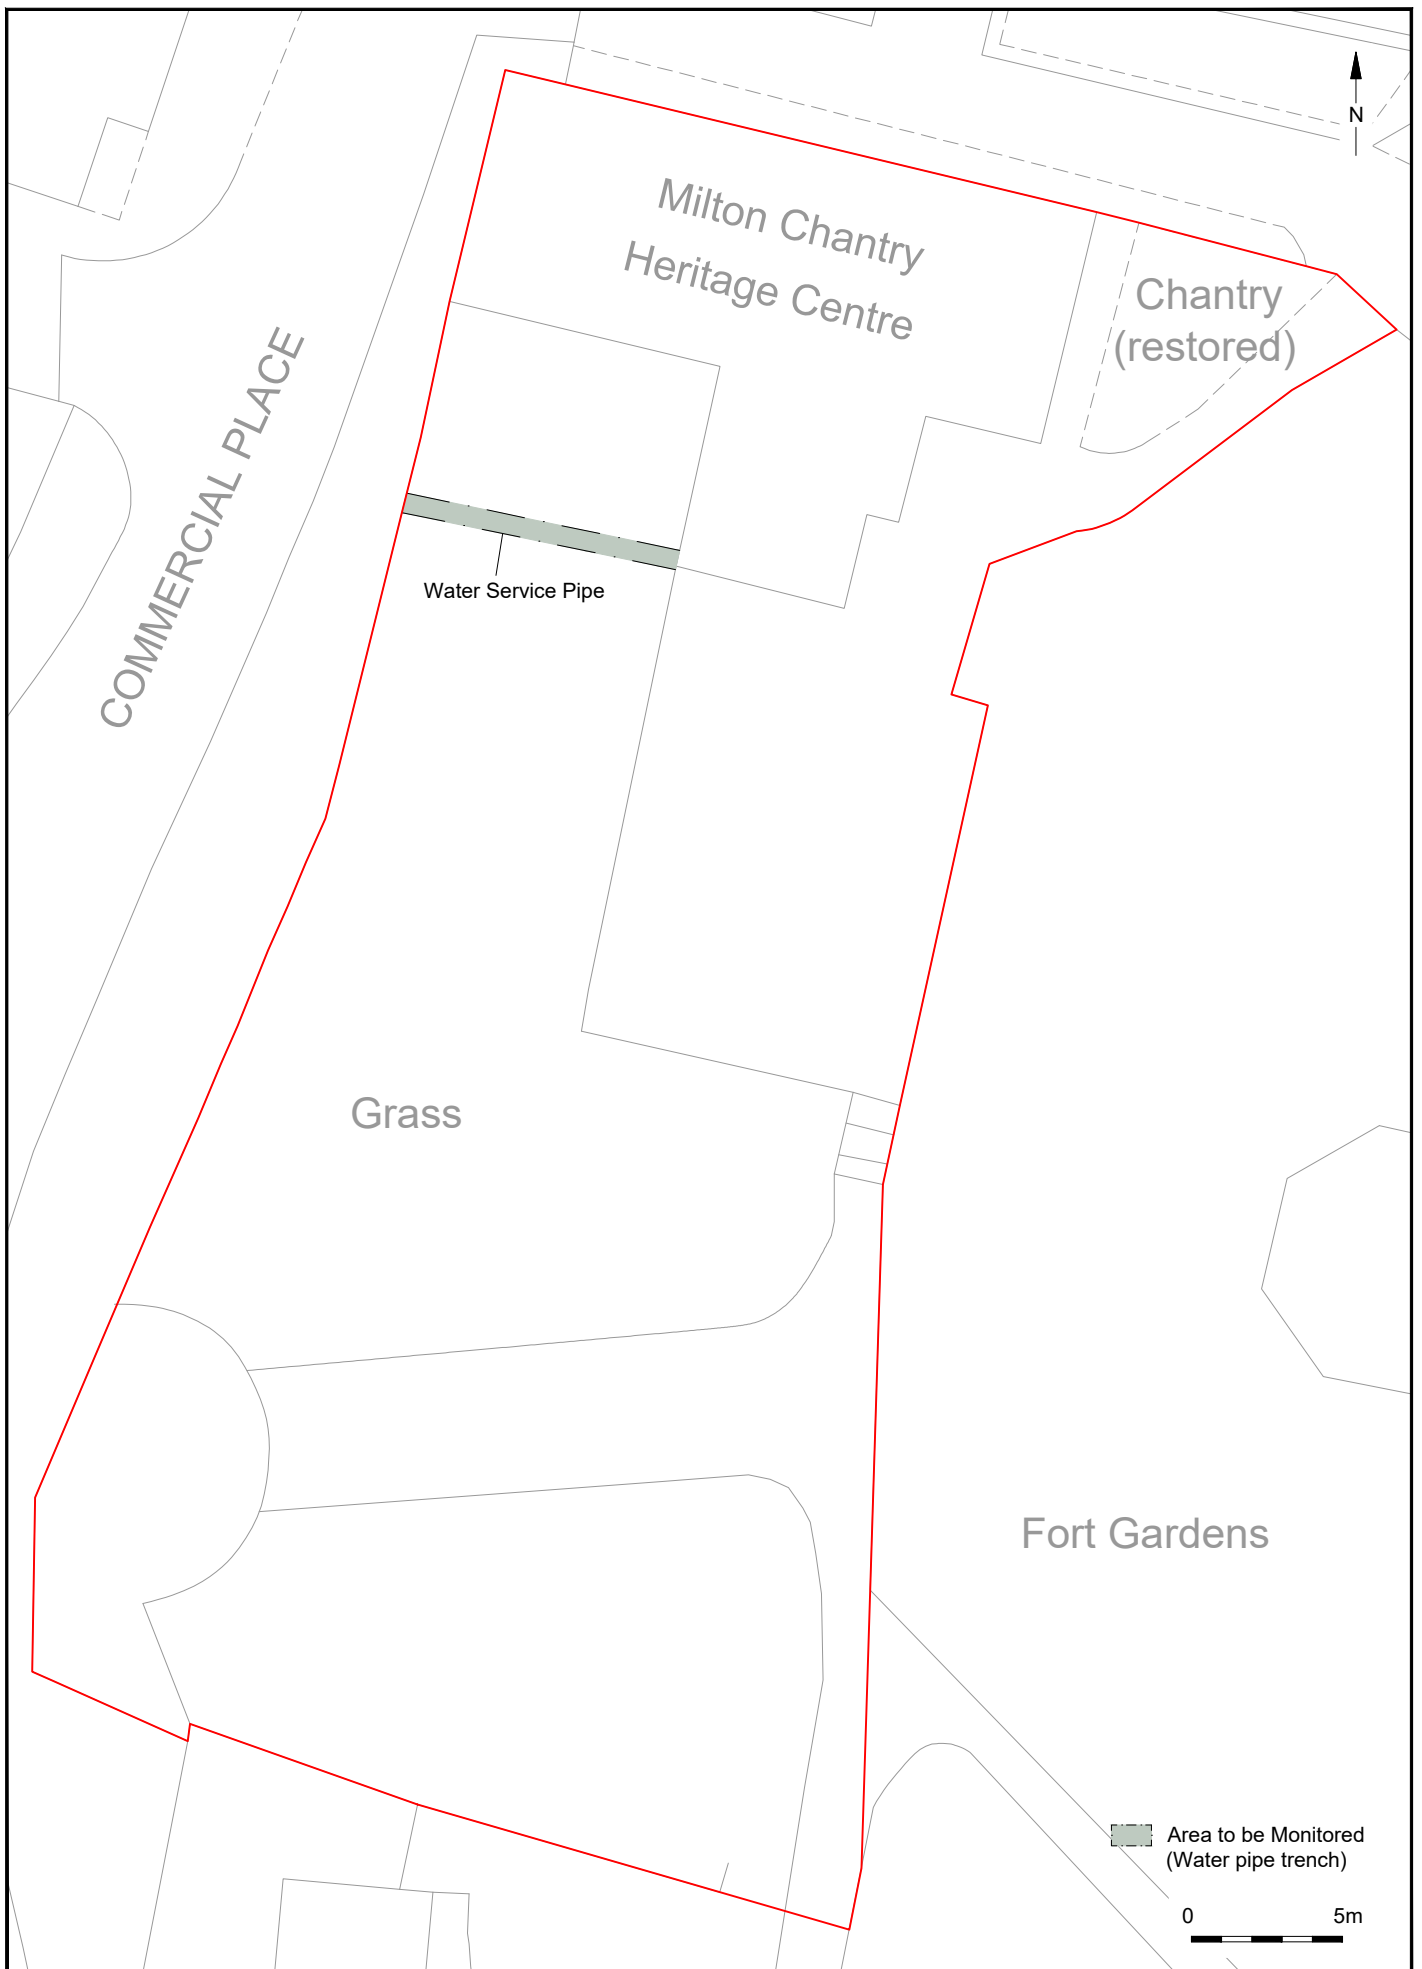 N
Milton Chantry
Heritage Centre
Chantry
(restored)
COMMERCIAL PLACE
Water Service Pipe
Grass
Fort Gardens
Area to be Monitored
(Water pipe trench)
0 5m